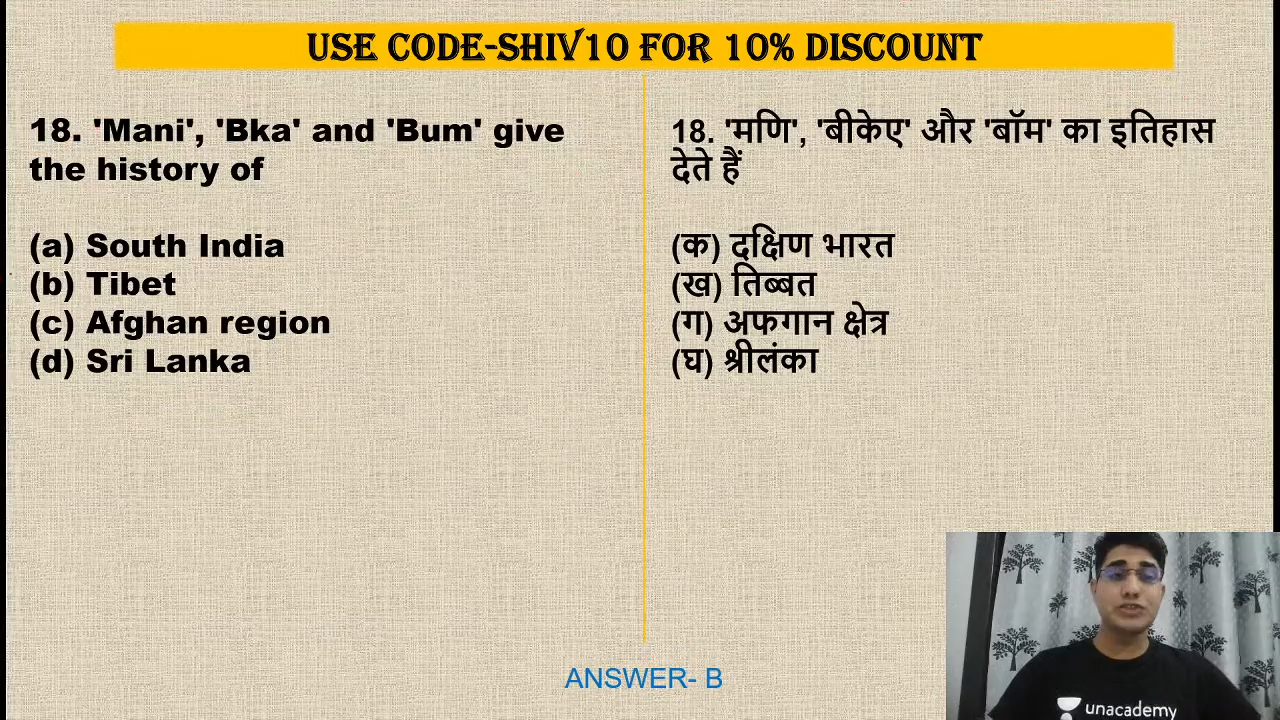 USE CODE-SHIV10 FOR 10% DISCOUNT
18. 'Mani', 'Bka' and 'Bum' give
the history of
(a) South India
(b) Tibet
(c) Afghan region
(d) Sri Lanka
18. 'मणि', 'बीकेए' और 'बॉम' का इतिहास
देते हैं
(क) दक्षिण भारत
(ख) तिब्बत
(ग) अफगान क्षेत्र
(घ) श्रीलंका
ANSWER- B
unacademy